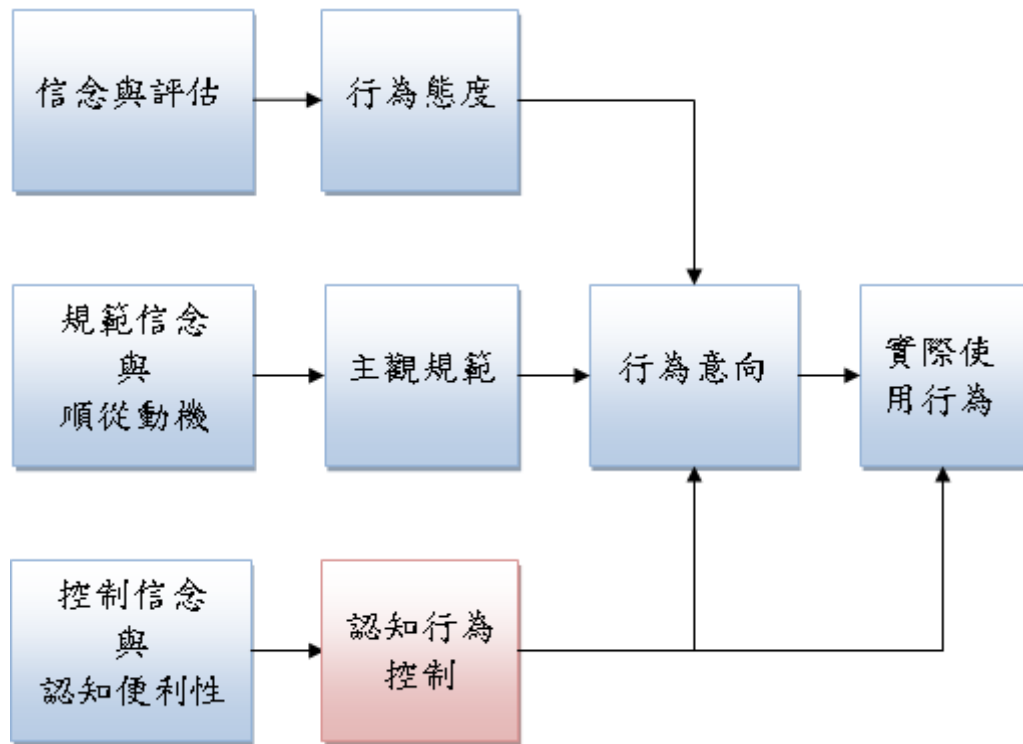 信念與評估
行為態度
規範信念
與
順從動機
主觀規範
行為意向
實際使
用行為
控制信念
與
認知便利性
認知行為
控制